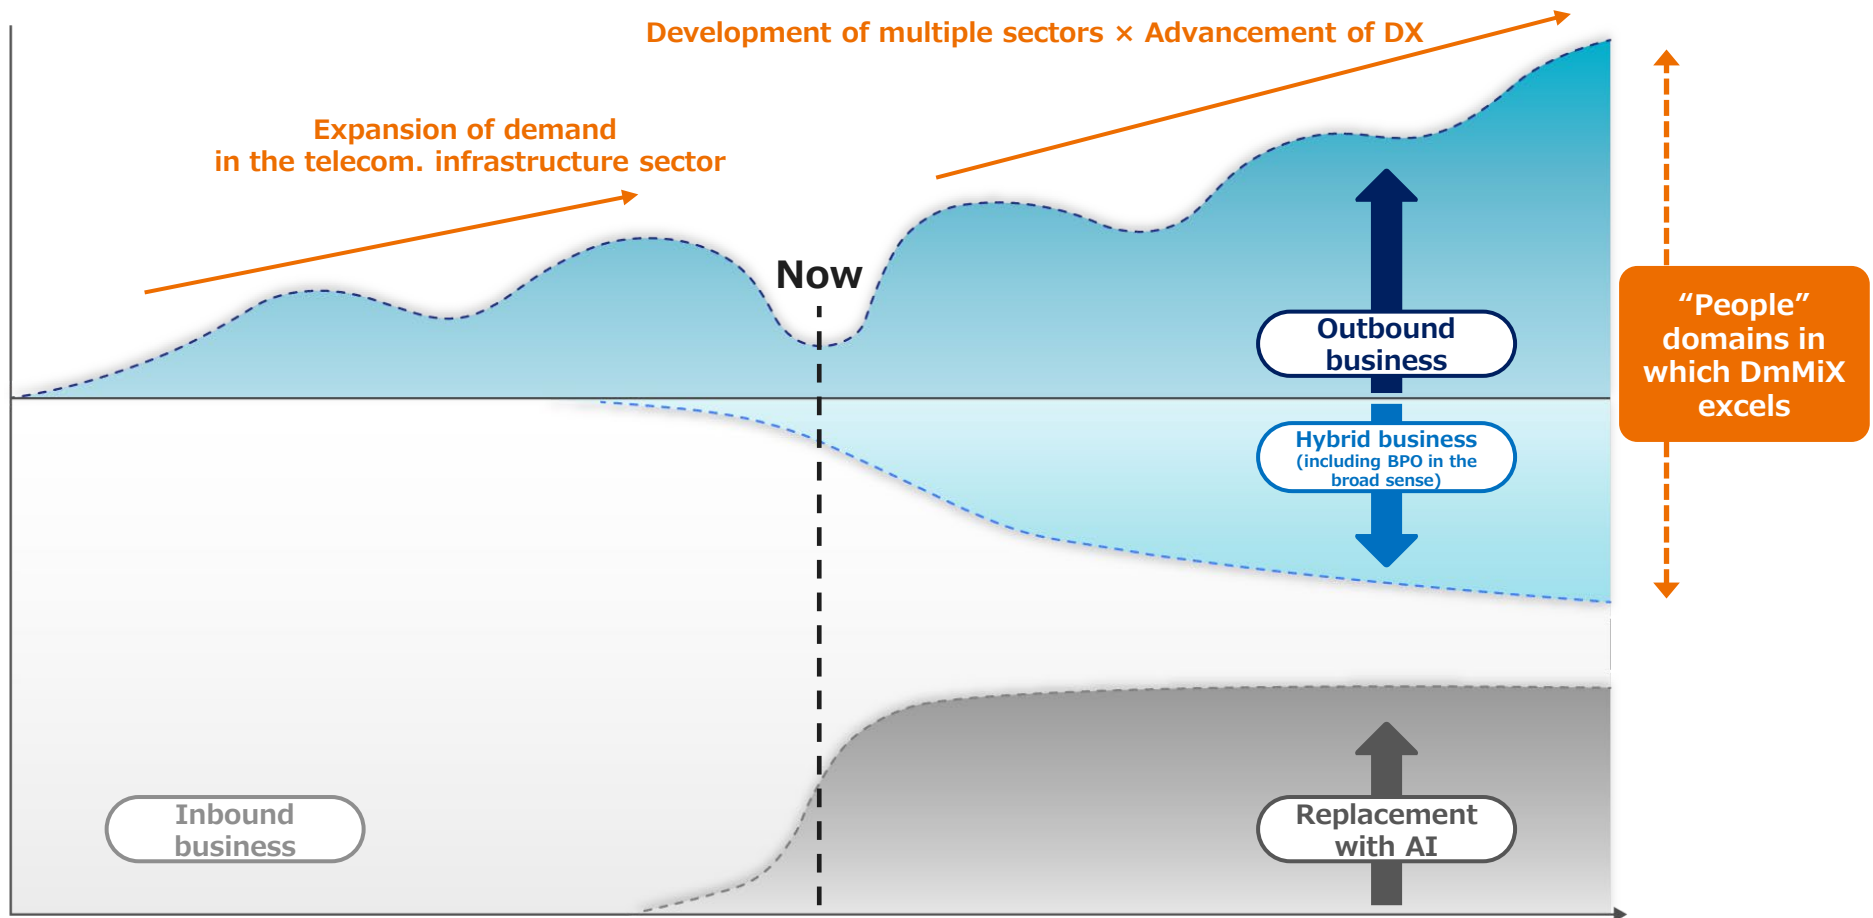 Development of multiple sectors × Advancement of DX
Expansion of demand
in the telecom. infrastructure sector
Now
“People”
domains in
which DmMiX
excels
Outbound
business
Hybrid business
(including BPO in the
broad sense)
Inbound
business
Replacement
with AI